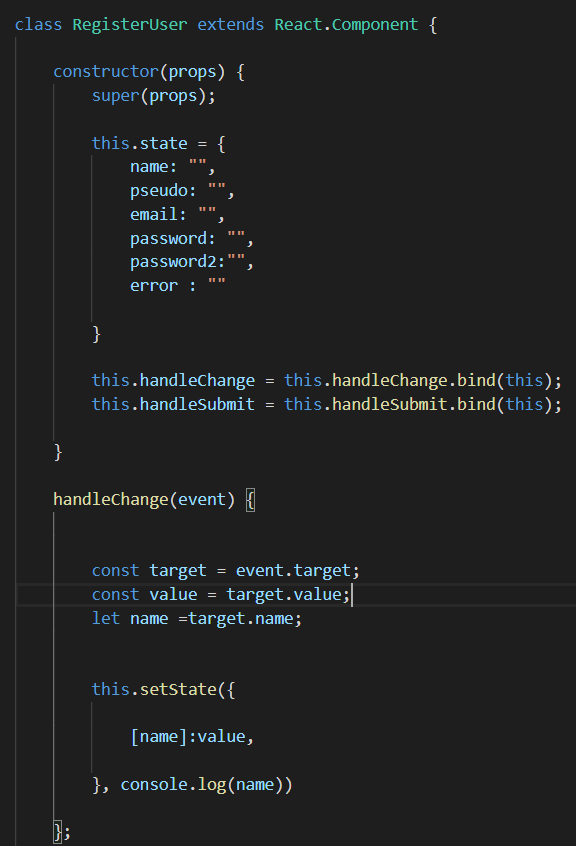 class RegisterUser extends React.Component {
constructor(props) {
super(props);
this.state = {
name: "",
pseudo: "",
email: "",
password: "",
password2:"",
error : ""
}
this.handleChange = this.handleChange.bind(this);
this.handleSubmit = this.handleSubmit.bind(this);
}
handleChange(event) {
const target = event.target;
const value = target.value;
let name =target.name;
this.setState({
[name]:value,
}, console.log(name))
};